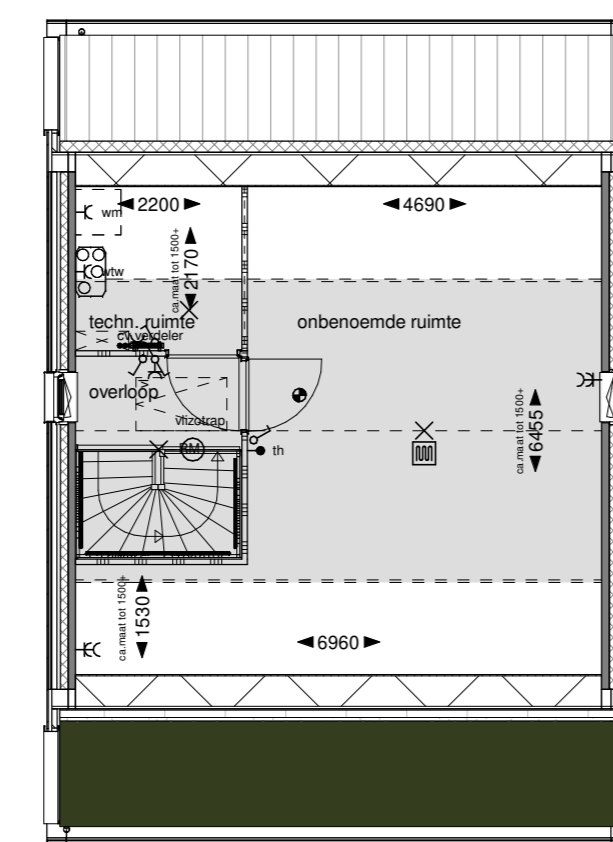 2200
4690
wm
ca.maat tot 1500+
2170
wtw
techn. ruimte
onbenoemde ruimte
cv verdeler
overloop
vlizotrap
ca.maat tot 1500+
6455
RM
th
ca.maat tot 1500+
1530
6960